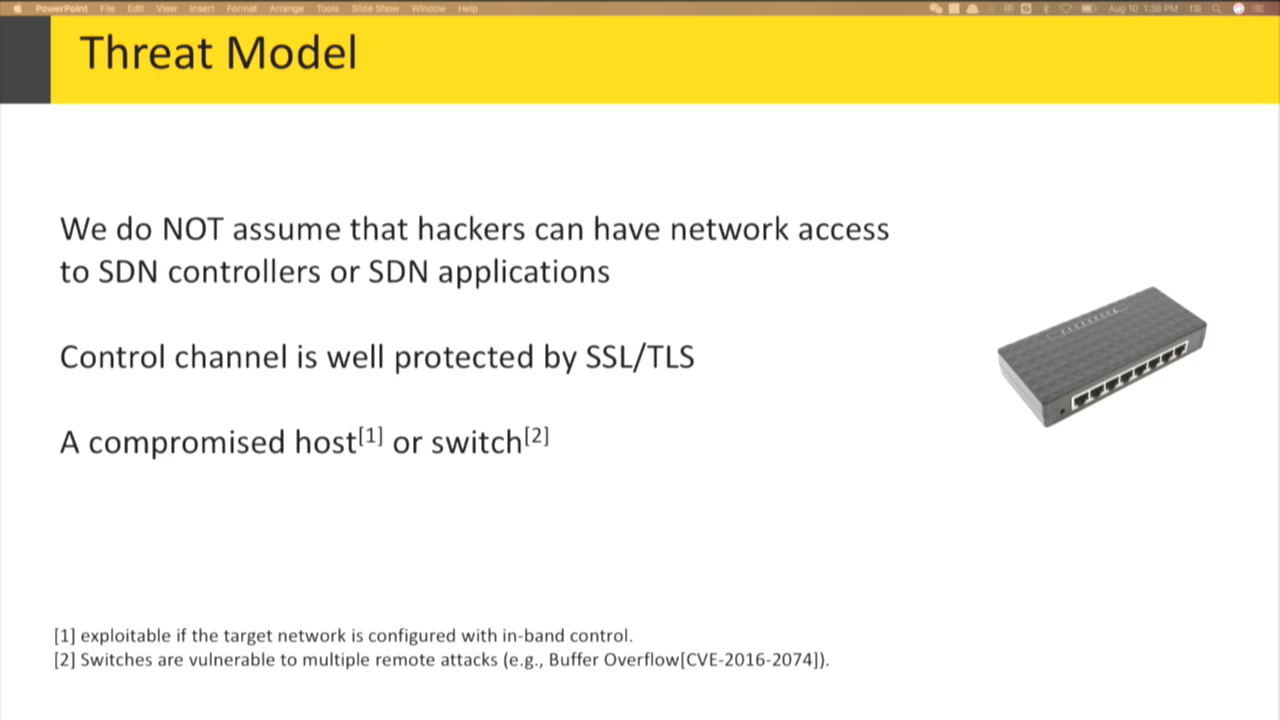 PowerPoint File Edit View Insert Format Arrange Tools Slide Show Window Help Aug 10 1:38 PM
Threat Model
We do NOT assume that hackers can have network access
to SDN controllers or SDN applications
Control channel is well protected by SSL/TLS
A compromised host[1] or switch[2]
[1] exploitable if the target network is configured with in-band control.
[2] Switches are vulnerable to multiple remote attacks (e.g., Buffer Overflow[CVE-2016-2074]).